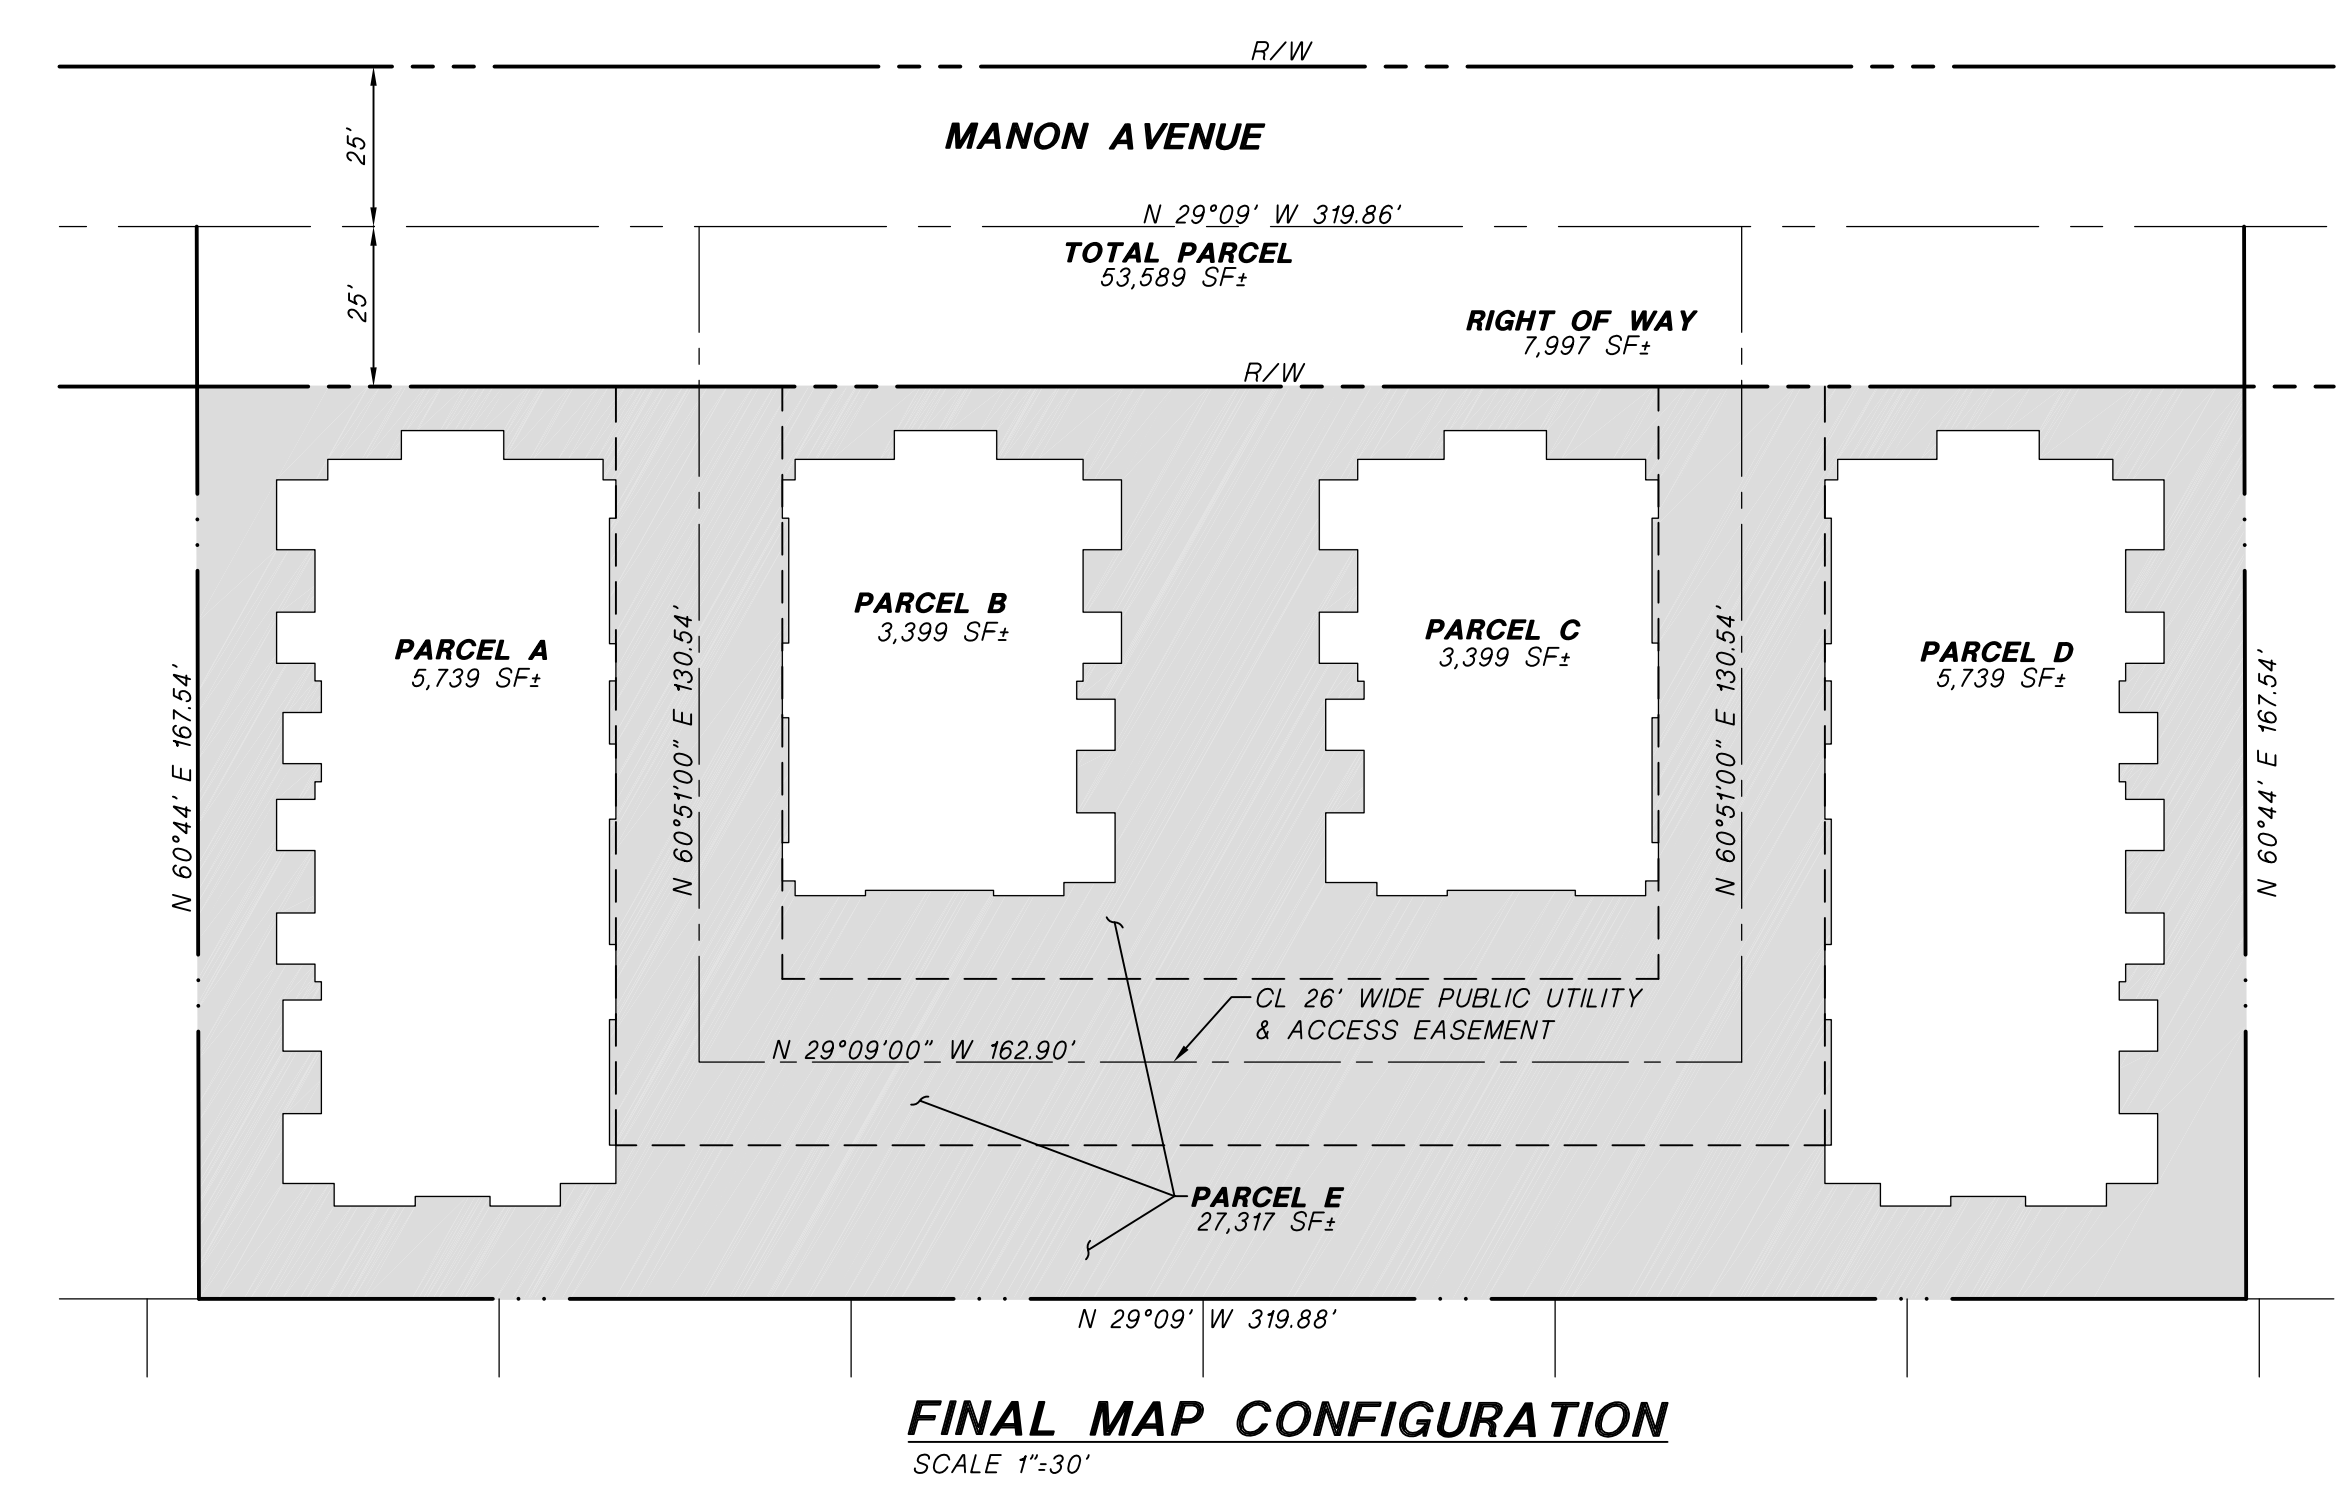 R/W
25'
MANON AVENUE
N 29°09' W 319.86'
TOTAL PARCEL
53,589 SF±
25'
RIGHT OF WAY
7,997 SF±
R/W
PARCEL A
5,739 SF±
PARCEL B
3,399 SF±
PARCEL C
3,399 SF±
PARCEL D
5,739 SF±
N 60°44' E 167.54'
N 60°51'00" E 130.54'
N 60°51'00" E 130.54'
N 60°44' E 167.54'
CL 26' WIDE PUBLIC UTILITY
& ACCESS EASEMENT
N 29°09'00" W 162.90'
PARCEL E
27,317 SF±
N 29°09' W 319.88'
FINAL MAP CONFIGURATION
SCALE 1"=30'